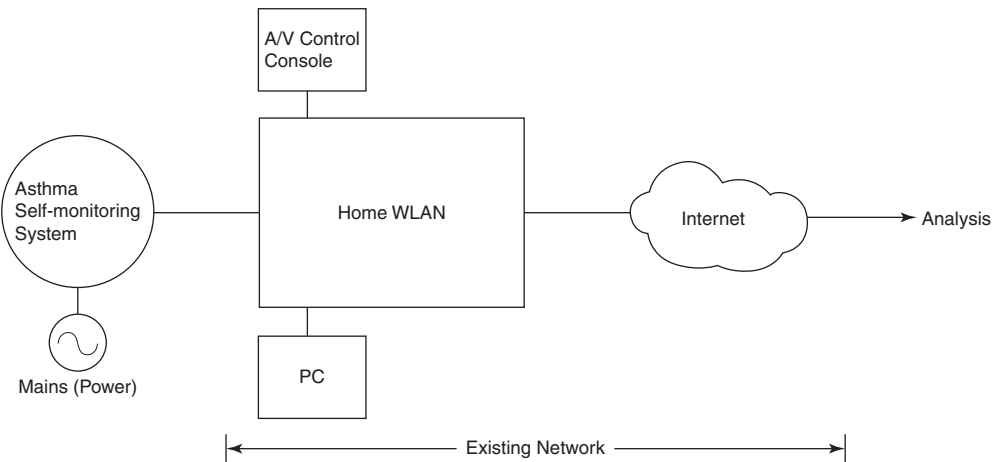 A/V Control
Console
Asthma
Self-monitoring
System
Home WLAN
Internet
Analysis
Mains (Power)
PC
Existing Network